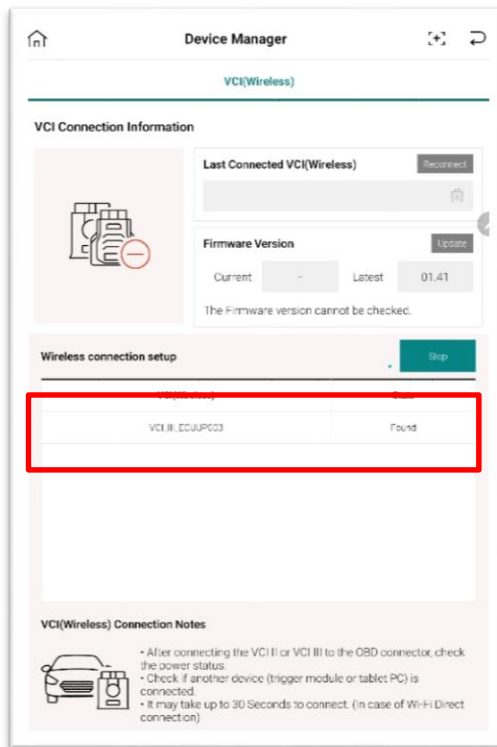 Device Manager
VCI(Wireless)
VCI Connection Information
Last Connected VCI(Wireless)
Reconnect
Firmware Version
Update
Current
-
Latest
01.41
The Firmware version cannot be checked.
Wireless connection setup
Stop
VCI(Wireless)
State
VCI_III_ECUUP003
Found
VCI(Wireless) Connection Notes
• After connecting the VCI II or VCI III to the OBD connector, check
the power status.
• Check if another device (trigger module or tablet PC) is
connected.
• It may take up to 30 Seconds to connect. (In case of Wi-Fi Direct
connection)